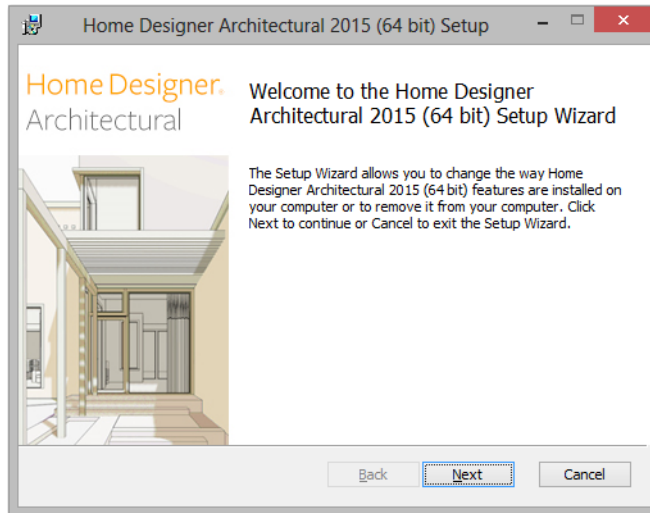 Home Designer Architectural 2015 (64 bit) Setup
Home Designer®
Architectural
Welcome to the Home Designer
Architectural 2015 (64 bit) Setup Wizard
The Setup Wizard allows you to change the way Home
Designer Architectural 2015 (64 bit) features are installed on
your computer or to remove it from your computer. Click
Next to continue or Cancel to exit the Setup Wizard.
Back Next Cancel